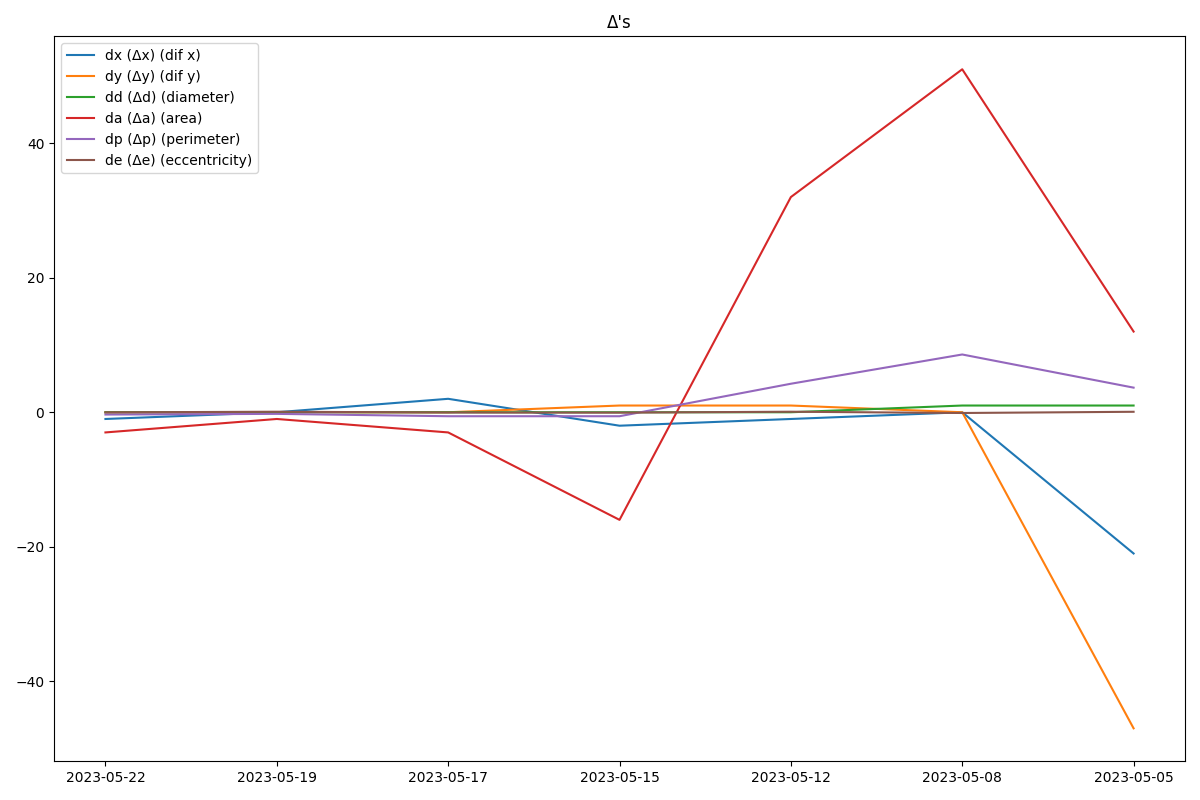 Δ's
dx (Δx) (dif x)
dy (Δy) (dif y)
dd (Δd) (diameter)
da (Δa) (area)
dp (Δp) (perimeter)
de (Δe) (eccentricity)
40
20
0
−20
−40
2023-05-22 2023-05-19 2023-05-17 2023-05-15 2023-05-12 2023-05-08 2023-05-05